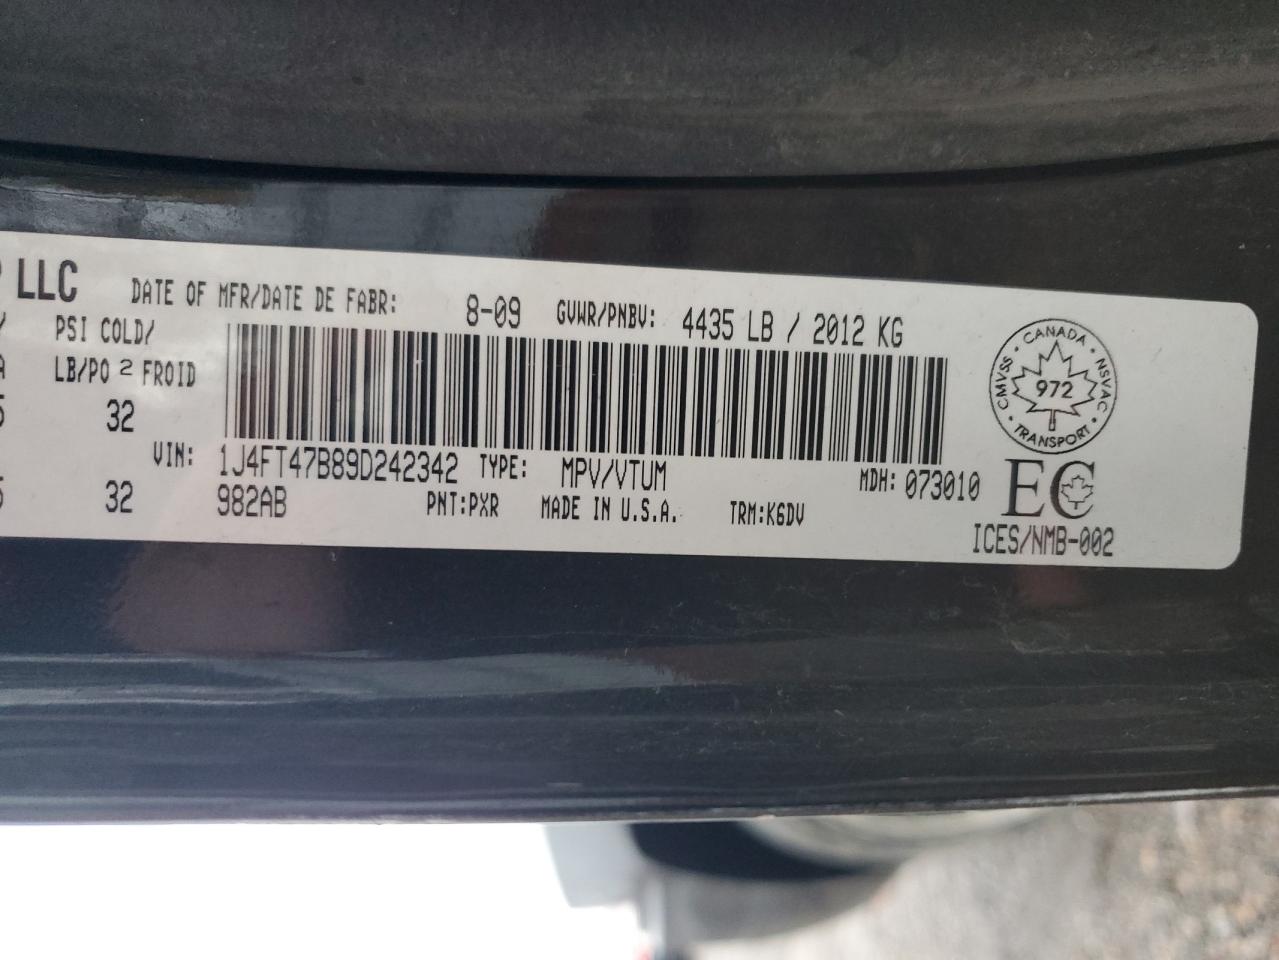 LLC DATE OF MFR/DATE DE FABR: 8-09 GVWR/PNBV: 4435 LB / 2012 KG
PSI COLD/
LB/PO 2 FROID
32
32
VIN: 1J4FT47B89D242342 TYPE: MPV/VTUM MDH: 073010
982AB PNT:PXR MADE IN U.S.A. TRM:K6DV
CANADA
CMVSS 972 NSVAC
TRANSPORT
EC
ICES/NMB-002